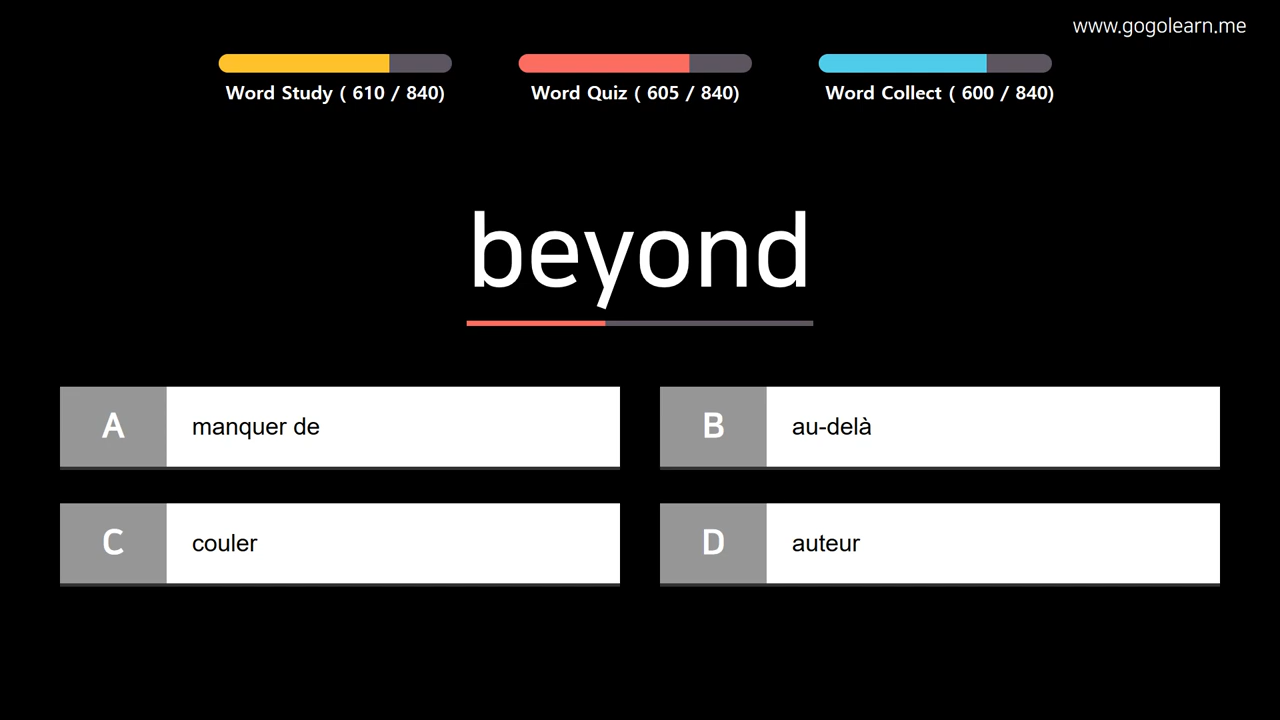 www.gogolearn.me
Word Study ( 610 / 840)
Word Quiz ( 605 / 840)
Word Collect ( 600 / 840)
beyond
A manquer de
B au-delà
C couler
D auteur